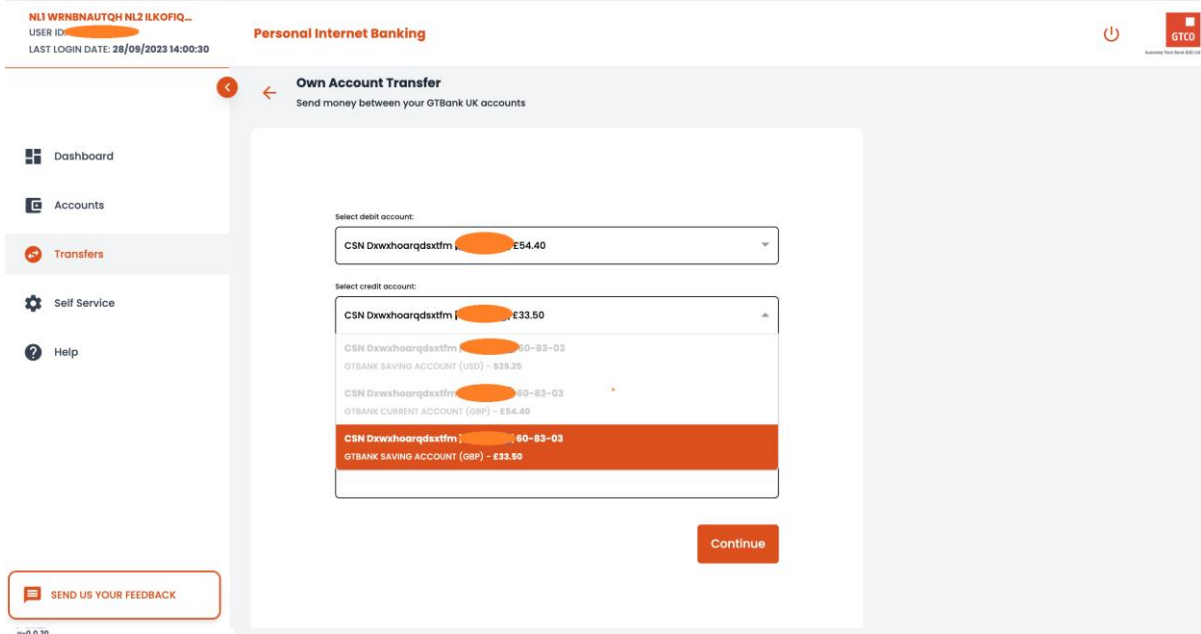 NL1 WRNBNAUTQH NL2 ILKOFIQ...
USER ID:
LAST LOGIN DATE: 28/09/2023 14:00:30
Personal Internet Banking
GTCO
Own Account Transfer
Send money between your GTBank UK accounts
Dashboard
Accounts
Transfers
Self Service
Help
Select debit account:
CSN Dxwxhoarqdsxtfm £54.40
Select credit account:
CSN Dxwxhoarqdsxtfm £33.50
CSN Dxwxhoarqdsxtfm 60-83-03
GTBANK SAVING ACCOUNT (USD) - $39.25
CSN Dxwxhoarqdsxtfm 60-83-03
GTBANK CURRENT ACCOUNT (GBP) - £54.40
CSN Dxwxhoarqdsxtfm 60-83-03
GTBANK SAVING ACCOUNT (GBP) - £33.50
Continue
SEND US YOUR FEEDBACK